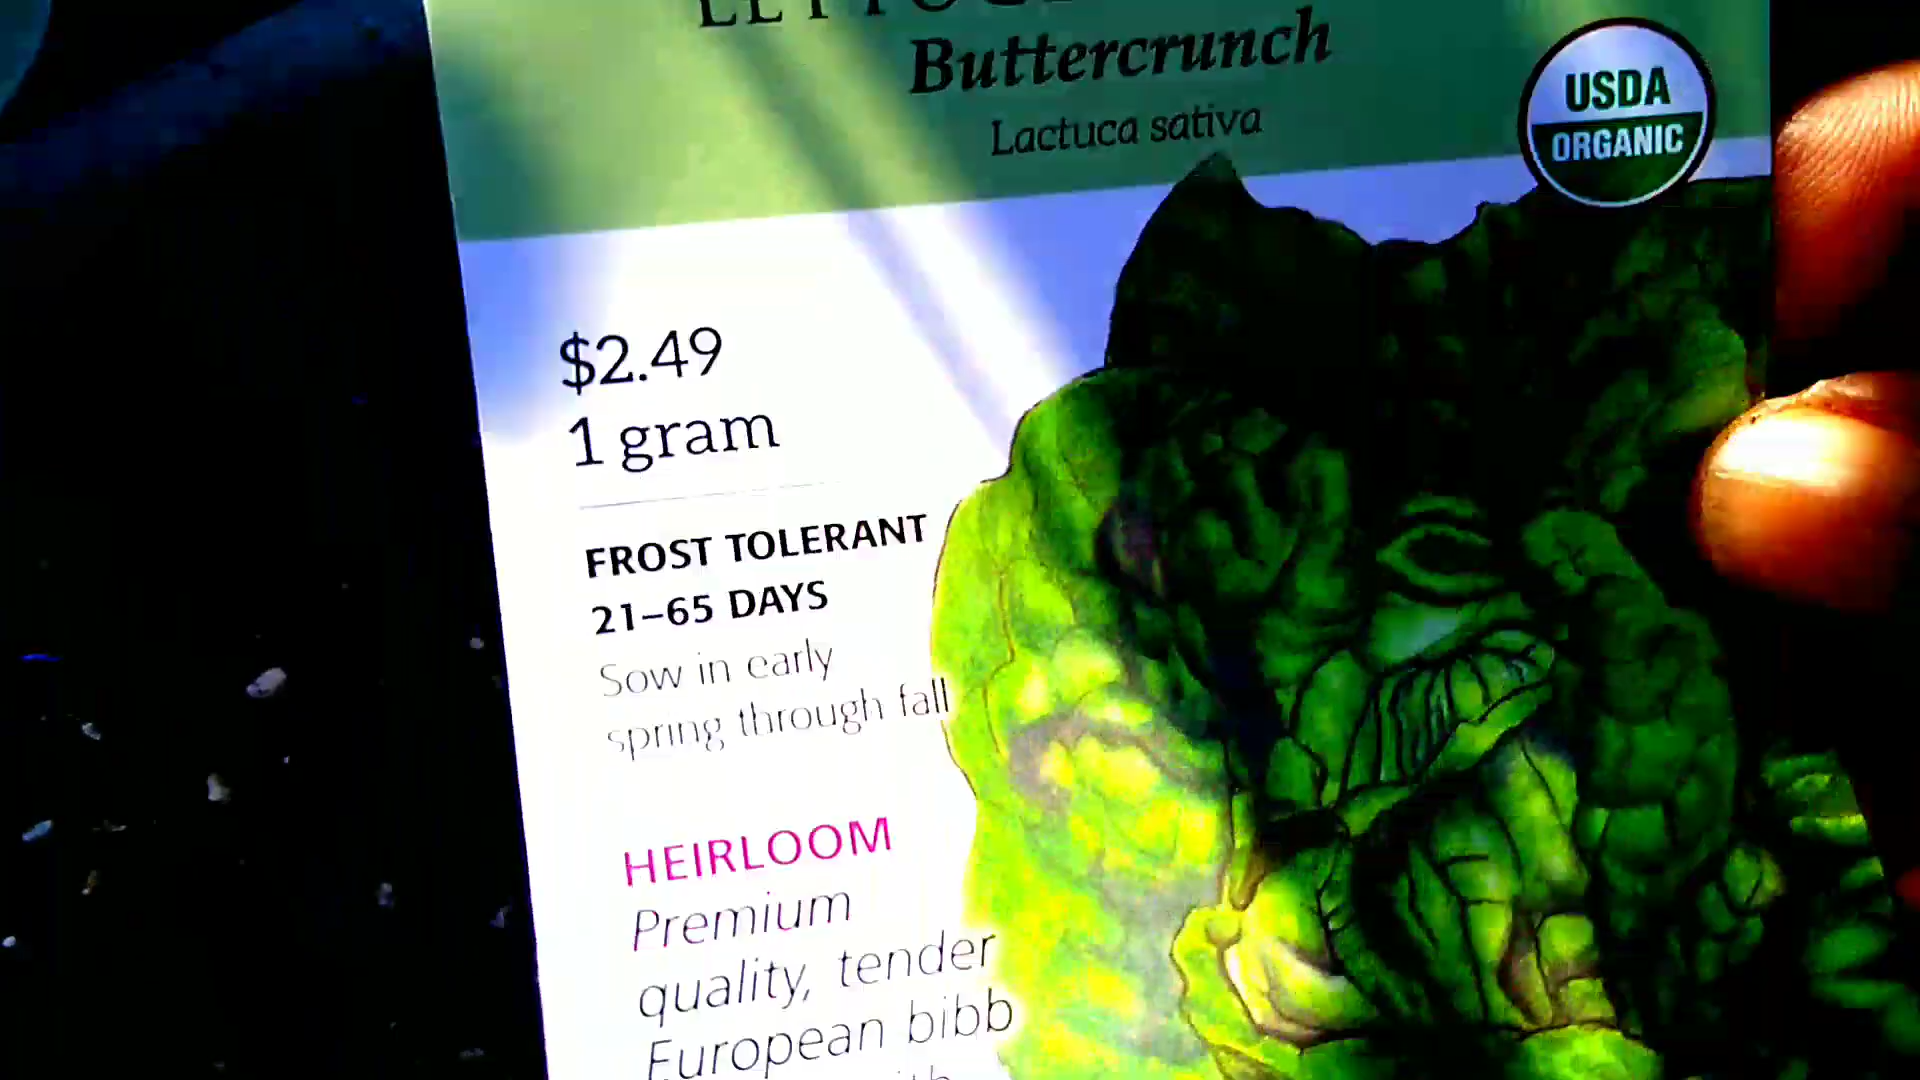 LETTUCE
Buttercrunch
Lactuca sativa
USDA
ORGANIC
$2.49
1 gram
FROST TOLERANT
21–65 DAYS
Sow in early
spring through fall
HEIRLOOM
Premium
quality, tender
European bibb